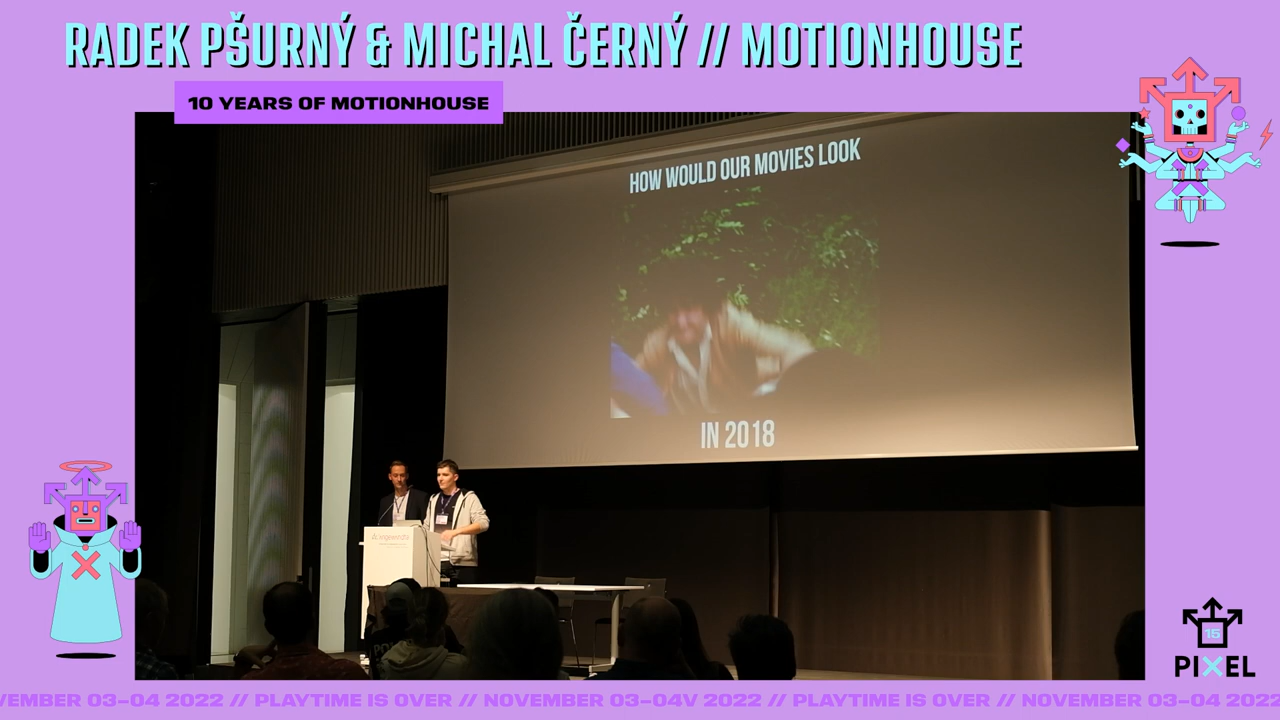 RADEK PŠURNÝ & MICHAL ČERNÝ // MOTIONHOUSE
10 YEARS OF MOTIONHOUSE
HOW WOULD OUR MOVIES LOOK
IN 2018
15
PIXEL
VEMBER 03-04 2022 // PLAYTIME IS OVER // NOVEMBER 03-04V 2022 // PLAYTIME IS OVER // NOVEMBER 03-04 2022